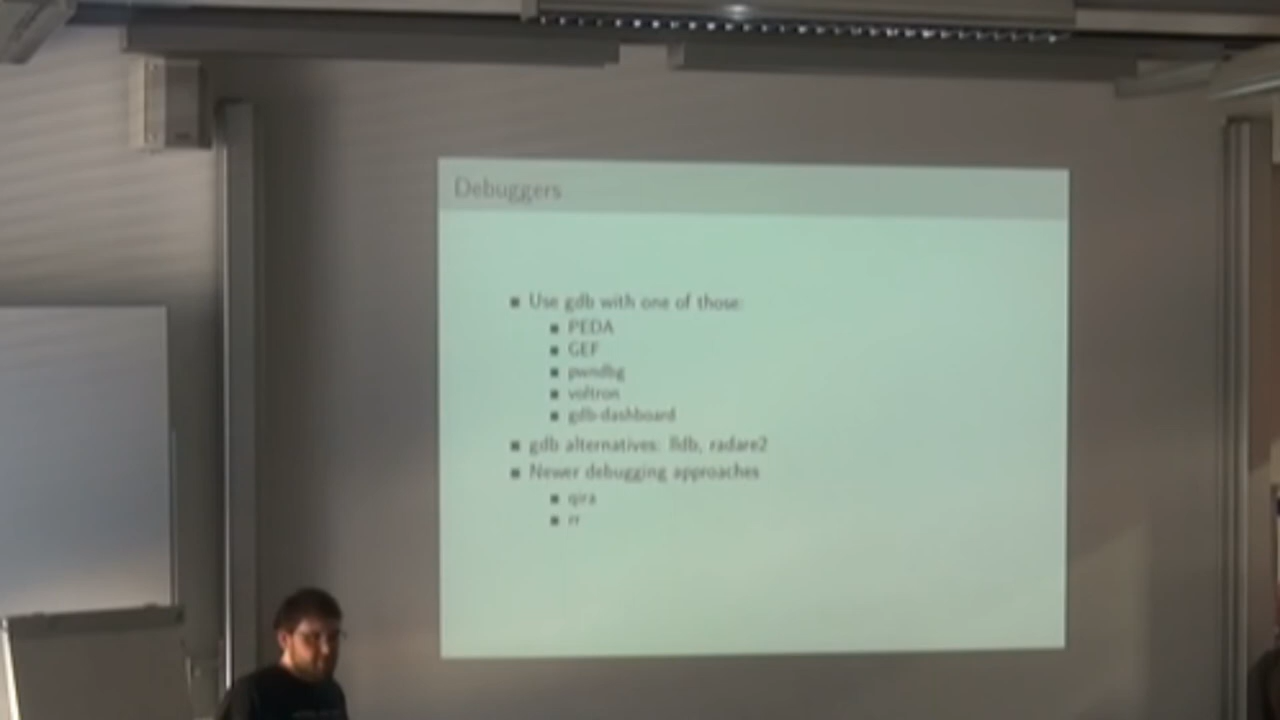 Debuggers
Use gdb with one of those:
PEDA
GEF
pwndbg
voltron
gdb-dashboard
gdb alternatives: lldb, radare2
Newer debugging approaches
qira
rr